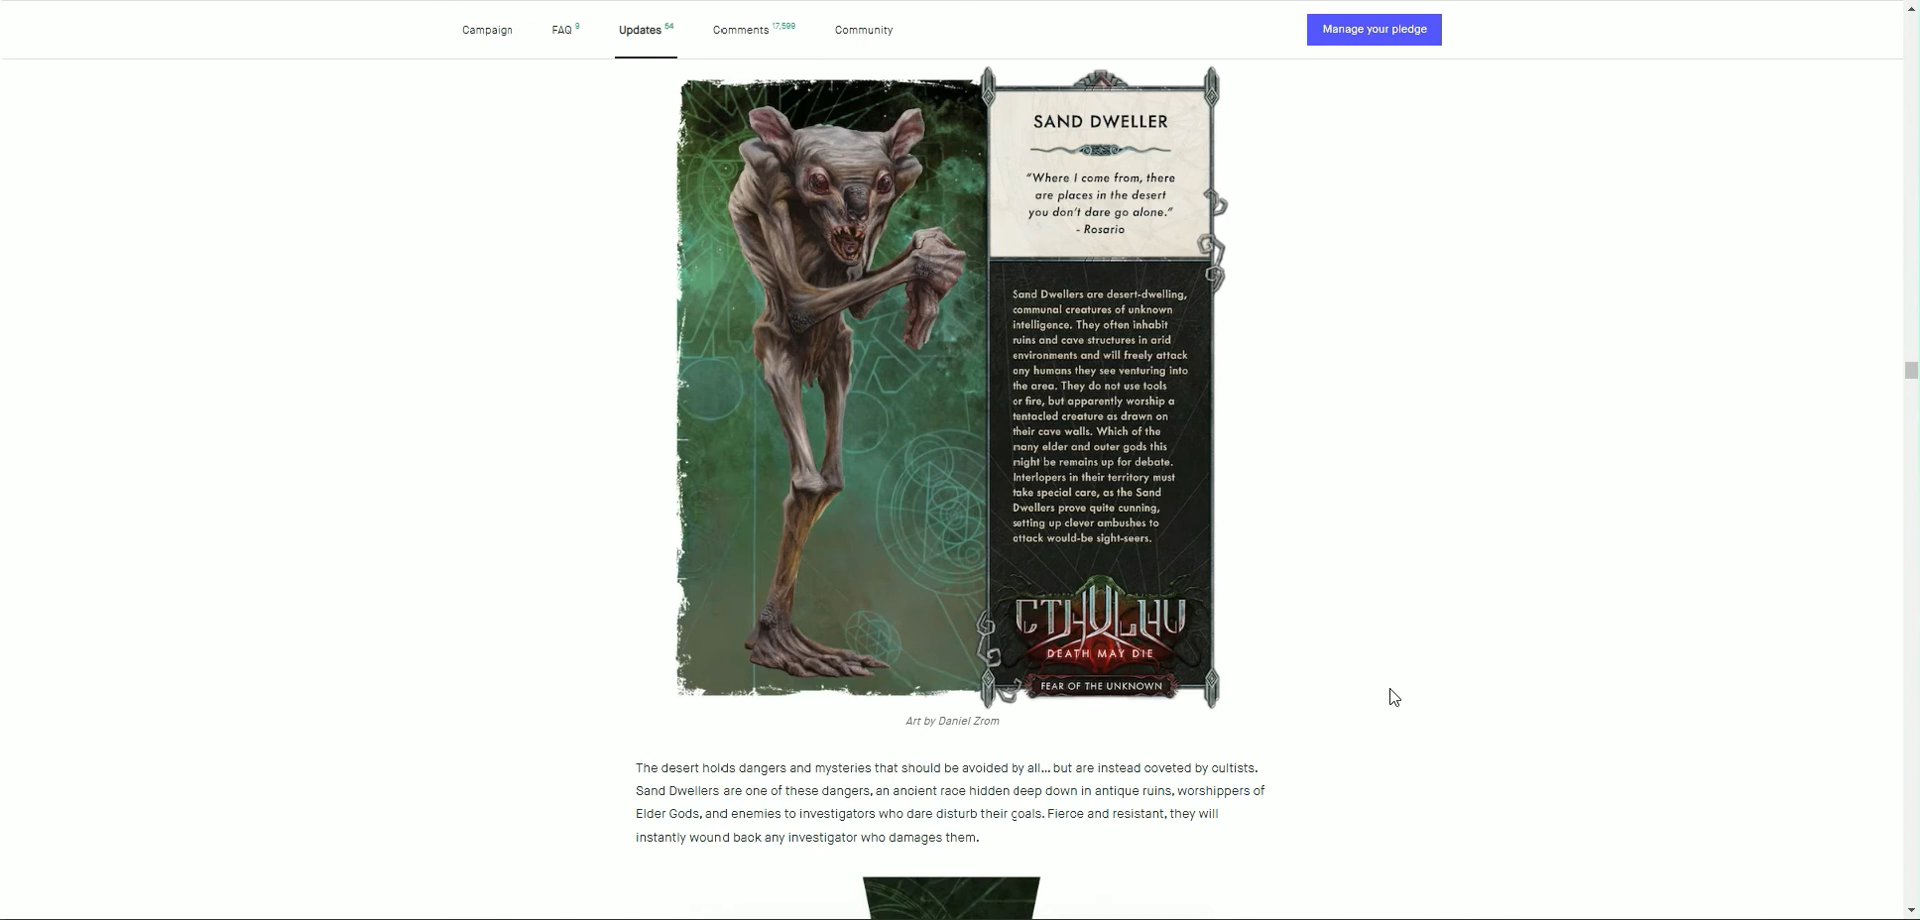 Campaign
FAQ 9
Updates 54
Comments 17,599
Community
Manage your pledge
SAND DWELLER
“Where I come from, there
are places in the desert
you don’t dare go alone.”
- Rosario
Sand Dwellers are desert-dwelling,
communal creatures of unknown
intelligence. They often inhabit
ruins and cave structures in arid
environments and will freely attack
any humans they see venturing into
the area. They do not use tools
or fire, but apparently worship a
tentacled creature as drawn on
their cave walls. Which of the
many elder and outer gods this
might be remains up for debate.
Interlopers in their territory must
take special care, as the Sand
Dwellers prove quite cunning,
setting up clever ambushes to
attack would-be sight-seers.
CTHULHU
DEATH MAY DIE
FEAR OF THE UNKNOWN
Art by Daniel Zrom
The desert holds dangers and mysteries that should be avoided by all... but are instead coveted by cultists.
Sand Dwellers are one of these dangers, an ancient race hidden deep down in antique ruins, worshippers of
Elder Gods, and enemies to investigators who dare disturb their goals. Fierce and resistant, they will
instantly wound back any investigator who damages them.